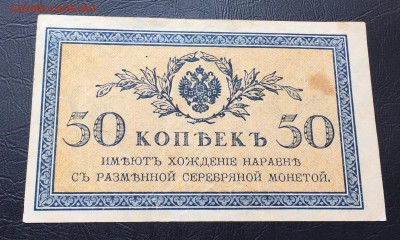 50 КОПѢЕКЪ 50
ИМѢЮТЪ ХОЖДЕНІЕ НАРАВНѢ
СЪ РАЗМѢННОЙ СЕРЕБРЯНОЙ МОНЕТОЙ.